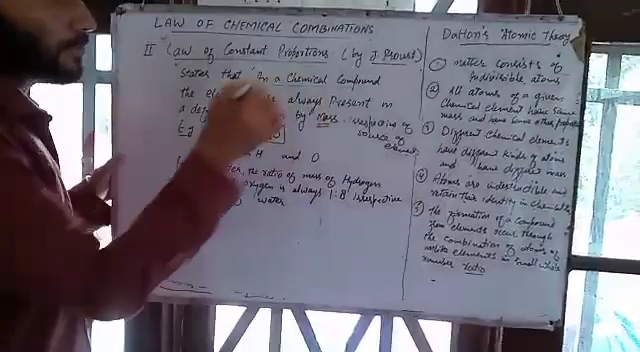 LAW OF CHEMICAL COMBINATIONS
II Law of Constant Proportions (by J. Proust)
"States that "In a Chemical Compound
the always Present in
a by Mass irrespective of
source of
E.g
H and O
the ratio of mass of Hydrogen
oxygen is always 1:8 irrespective
water
Dalton's Atomic Theory
① matter consists of
Indivisible atoms
② All atoms of a given
Chemical element have same
mass and have same other properties
③ Different chemical elements
have different kinds of atoms
and have different mass
④ Atoms are indestructible and
retain their identity in chemical
⑤ The formation of a compound
from elements occur through
the combination of atoms of
unlike elements in small whole
number ratio